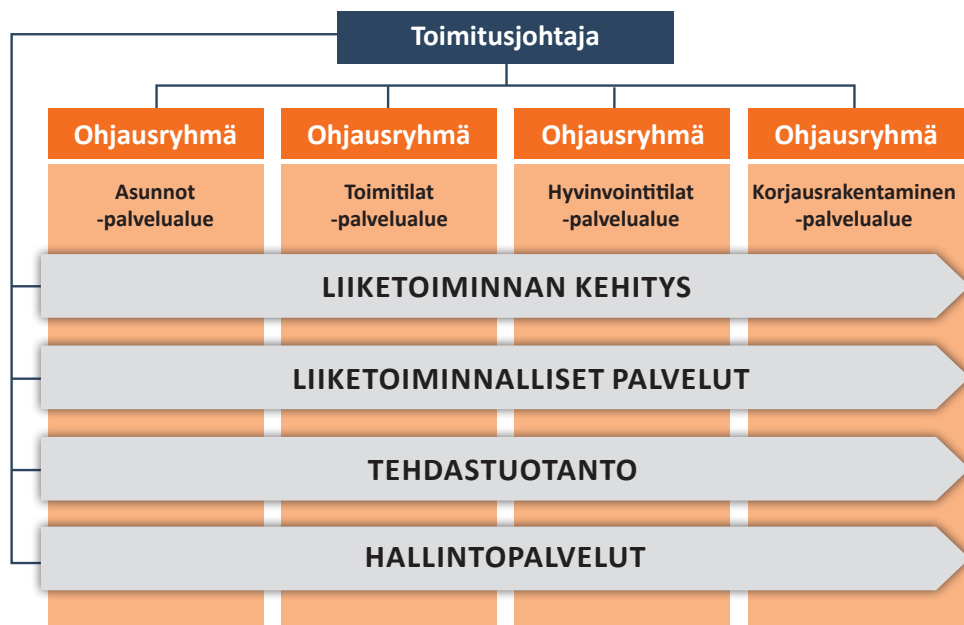 Toimitusjohtaja
Ohjausryhmä
Ohjausryhmä
Ohjausryhmä
Ohjausryhmä
Asunnot
-palvelualue
Toimitilat
-palvelualue
Hyvinvointitilat
-palvelualue
Korjausrakentaminen
-palvelualue
LIIKETOIMINNAN KEHITYS
LIIKETOIMINNALLISET PALVELUT
TEHDASTUOTANTO
HALLINTOPALVELUT